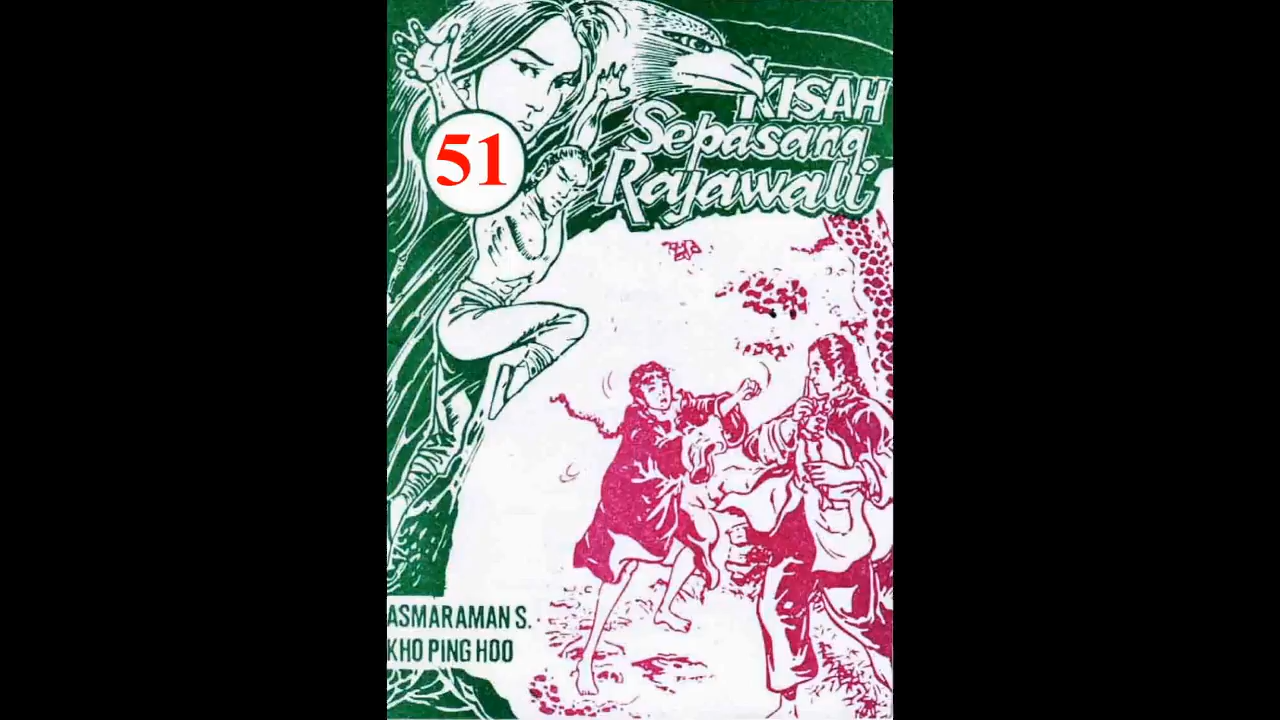 51
KISAH
Sepasang
Rajawali
ASMARAMAN S.
KHO PING HOO